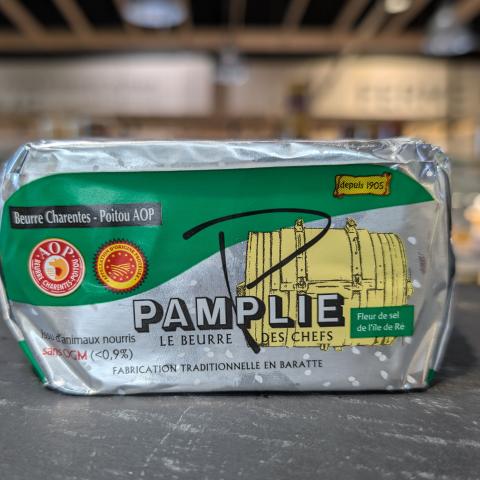 depuis 1905
Beurre Charentes - Poitou AOP
AOP
BEURRE CHARENTES-POITOU
P
PAMPLIE
LE BEURRE DES CHEFS
Fleur de sel
de l'île de Ré
Issu d'animaux nourris
sans OGM (<0,9%)
FABRICATION TRADITIONNELLE EN BARATTE